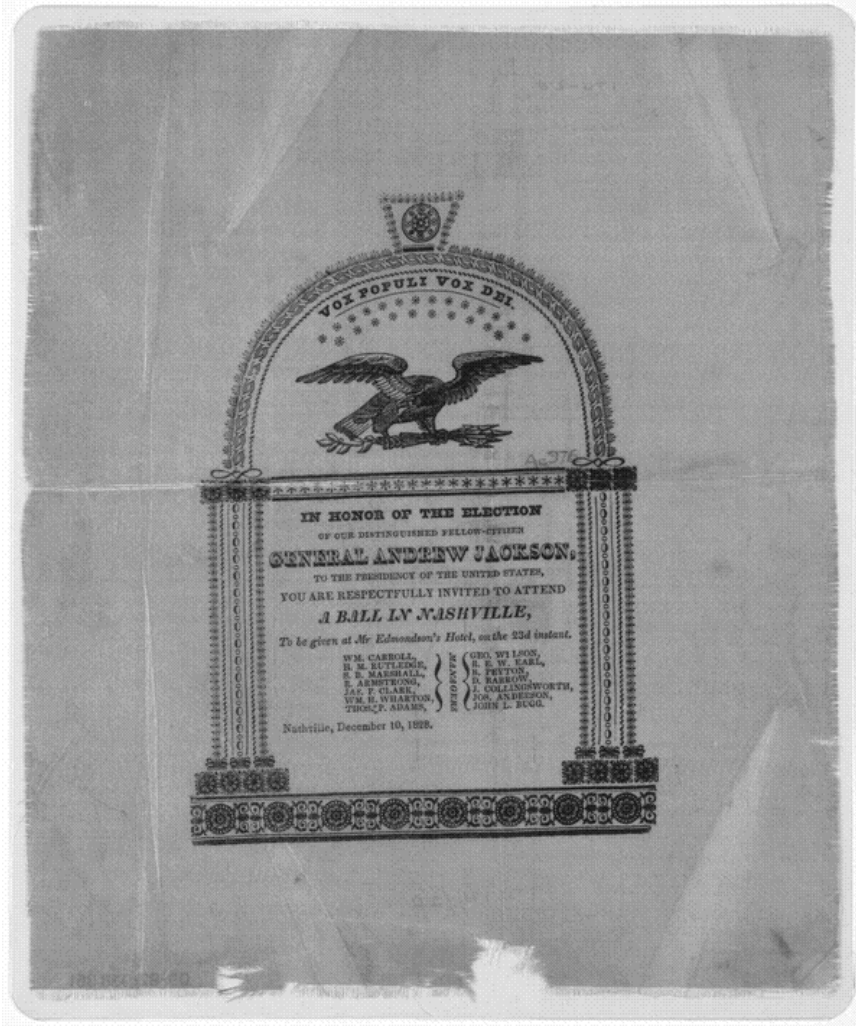 VOX POPULI VOX DEI.
Ac976
IN HONOR OF THE ELECTION
OF OUR DISTINGUISHED FELLOW-CITIZEN
GENERAL ANDREW JACKSON,
TO THE PRESIDENCY OF THE UNITED STATES,
YOU ARE RESPECTFULLY INVITED TO ATTEND
A BALL IN NASHVILLE,
To be given at Mr Edmondson's Hotel, on the 23d instant.
WM. CARROLL,
H. M. RUTLEDGE,
S. B. MARSHALL,
R. ARMSTRONG,
JAS. P. CLARK,
WM. H. WHARTON,
THOS. P. ADAMS,
MANAGERS
GEO. WILSON,
R. E. W. EARL,
B. PEYTON,
D. BARROW,
J. COLLINGSWORTH,
JOS. ANDERSON,
JOHN L. BUGG.
Nashville, December 10, 1828.